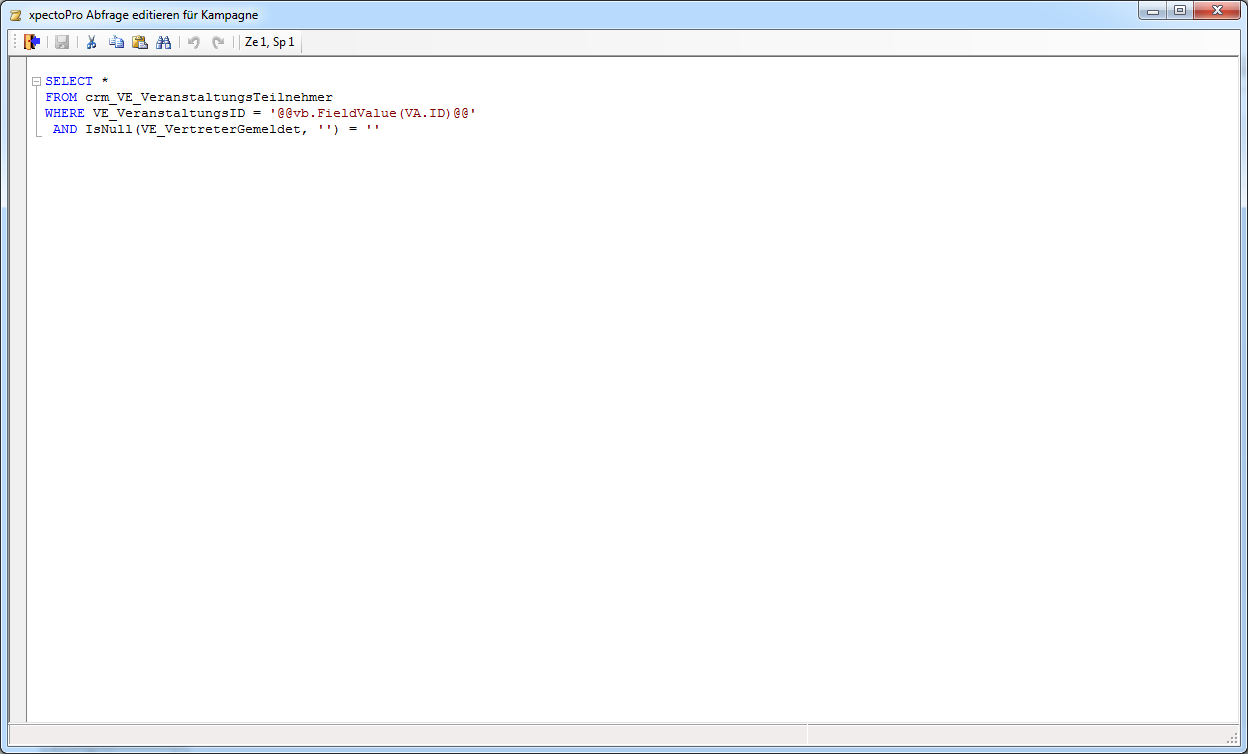 xpectoPro Abfrage editieren für Kampagne
Ze 1, Sp 1
SELECT *
FROM crm_VE_VeranstaltungsTeilnehmer
WHERE VE_VeranstaltungsID = '@@vb.FieldValue(VA.ID)@@'
AND IsNull(VE_VertreterGemeldet, '') = ''